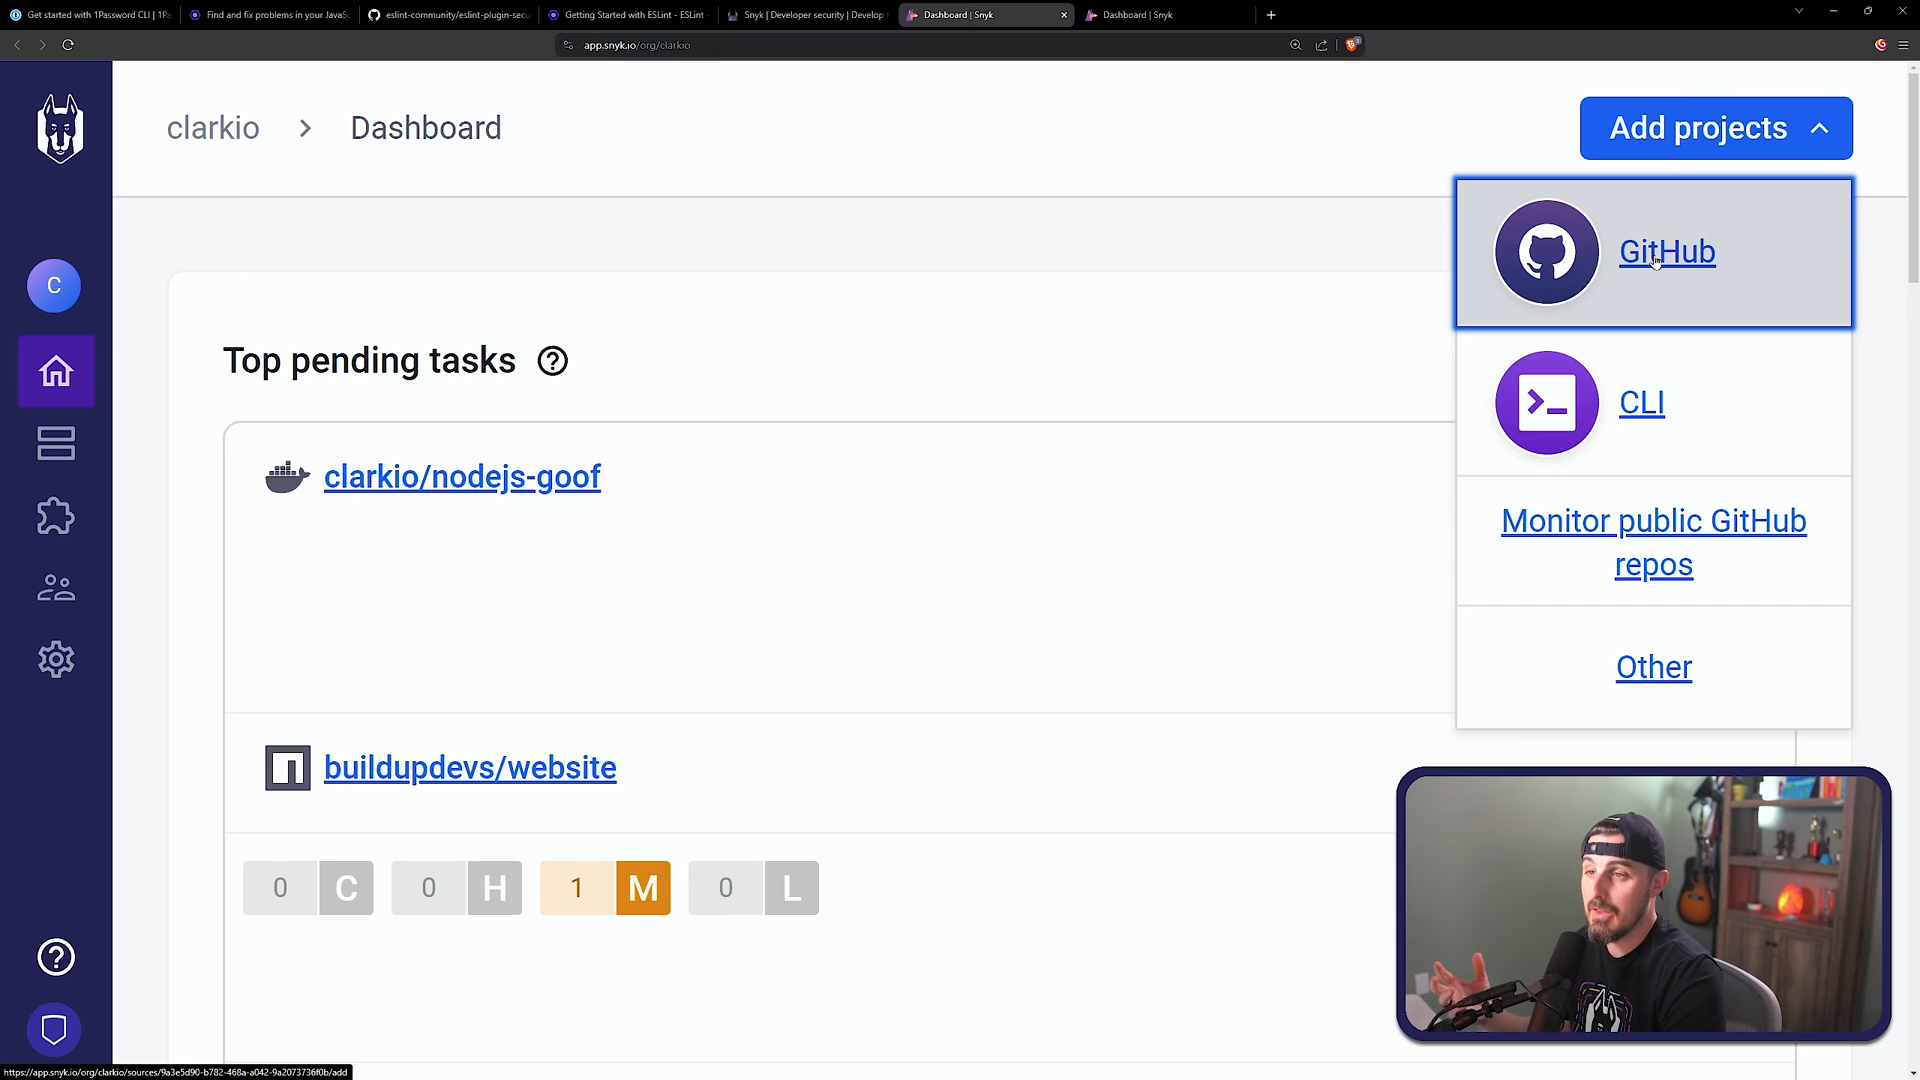 Get started with 1Password CLI | 1Pa
Find and fix problems in your JavaSc
eslint-community/eslint-plugin-secu
Getting Started with ESLint - ESLint
Snyk | Developer security | Develop f
Dashboard | Snyk
Dashboard | Snyk
app.snyk.io/org/clarkio
clarkio
Dashboard
Add projects
GitHub
CLI
Monitor public GitHub
repos
Other
C
Top pending tasks
clarkio/nodejs-goof
buildupdevs/website
0 C 0 H 1 M 0 L
https://app.snyk.io/org/clarkio/sources/9a3e5d90-b782-468a-a042-9a2073736f0b/add